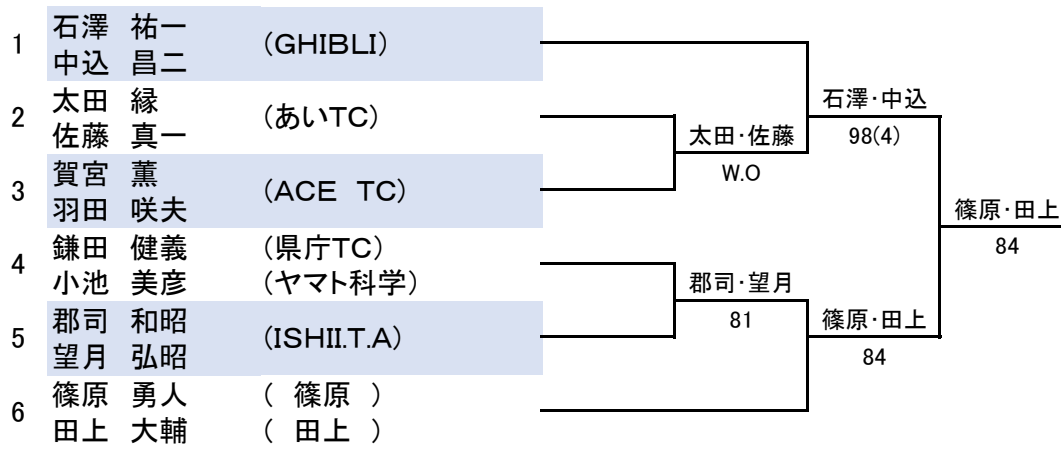 1 石澤 祐一 (GHIBLI)
中込 昌二
2 太田 縁 (あいTC)
佐藤 真一
3 賀宮 薫 (ACE TC)
羽田 咲夫
4 鎌田 健義 (県庁TC)
小池 美彦 (ヤマト科学)
5 郡司 和昭 (ISHII.T.A)
望月 弘昭
6 篠原 勇人 ( 篠原 )
田上 大輔 ( 田上 )
太田・佐藤
W.O
郡司・望月
81
石澤・中込
98(4)
篠原・田上
84
篠原・田上
84